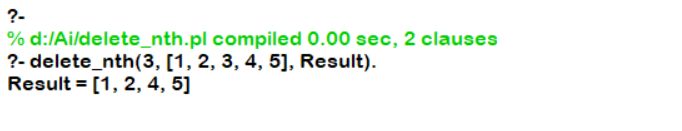 ?-
% d:/Ai/delete_nth.pl compiled 0.00 sec, 2 clauses
?- delete_nth(3, [1, 2, 3, 4, 5], Result).
Result = [1, 2, 4, 5]